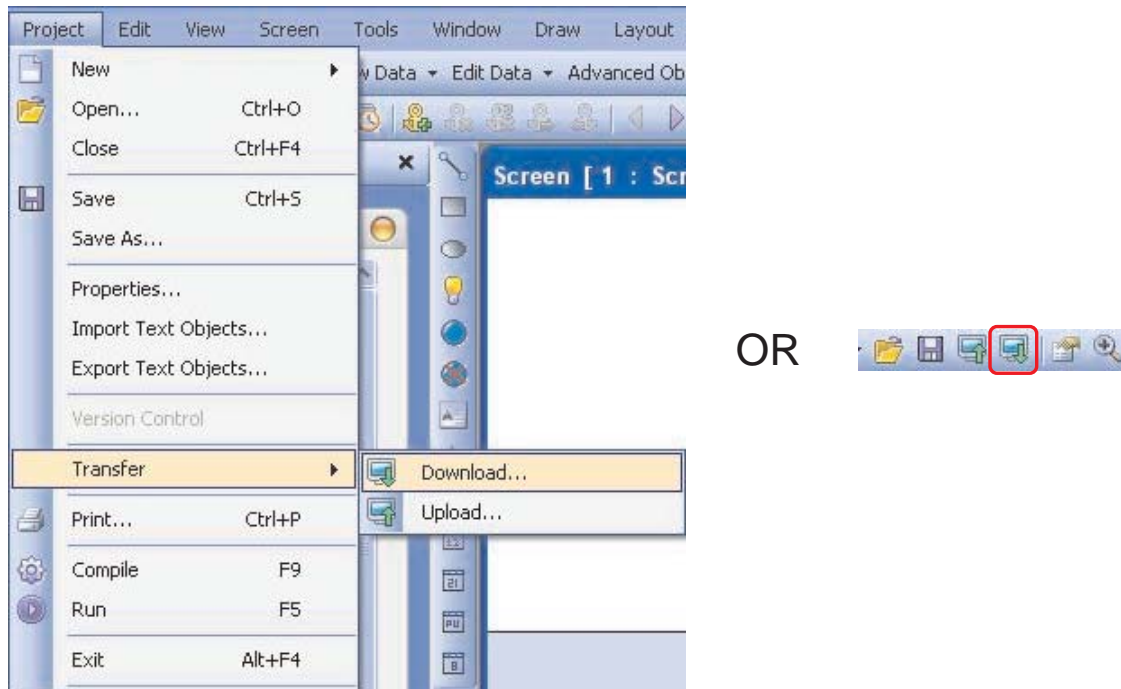 Project Edit View Screen Tools Window Draw Layout
New
Data Edit Data Advanced Ob
Open... Ctrl+O
Close Ctrl+F4
Screen [ 1 : Scr
Save Ctrl+S
Save As...
Properties...
Import Text Objects...
Export Text Objects...
OR
Version Control
Transfer
Download...
Print... Ctrl+P
Upload...
Compile F9
Run F5
Exit Alt+F4